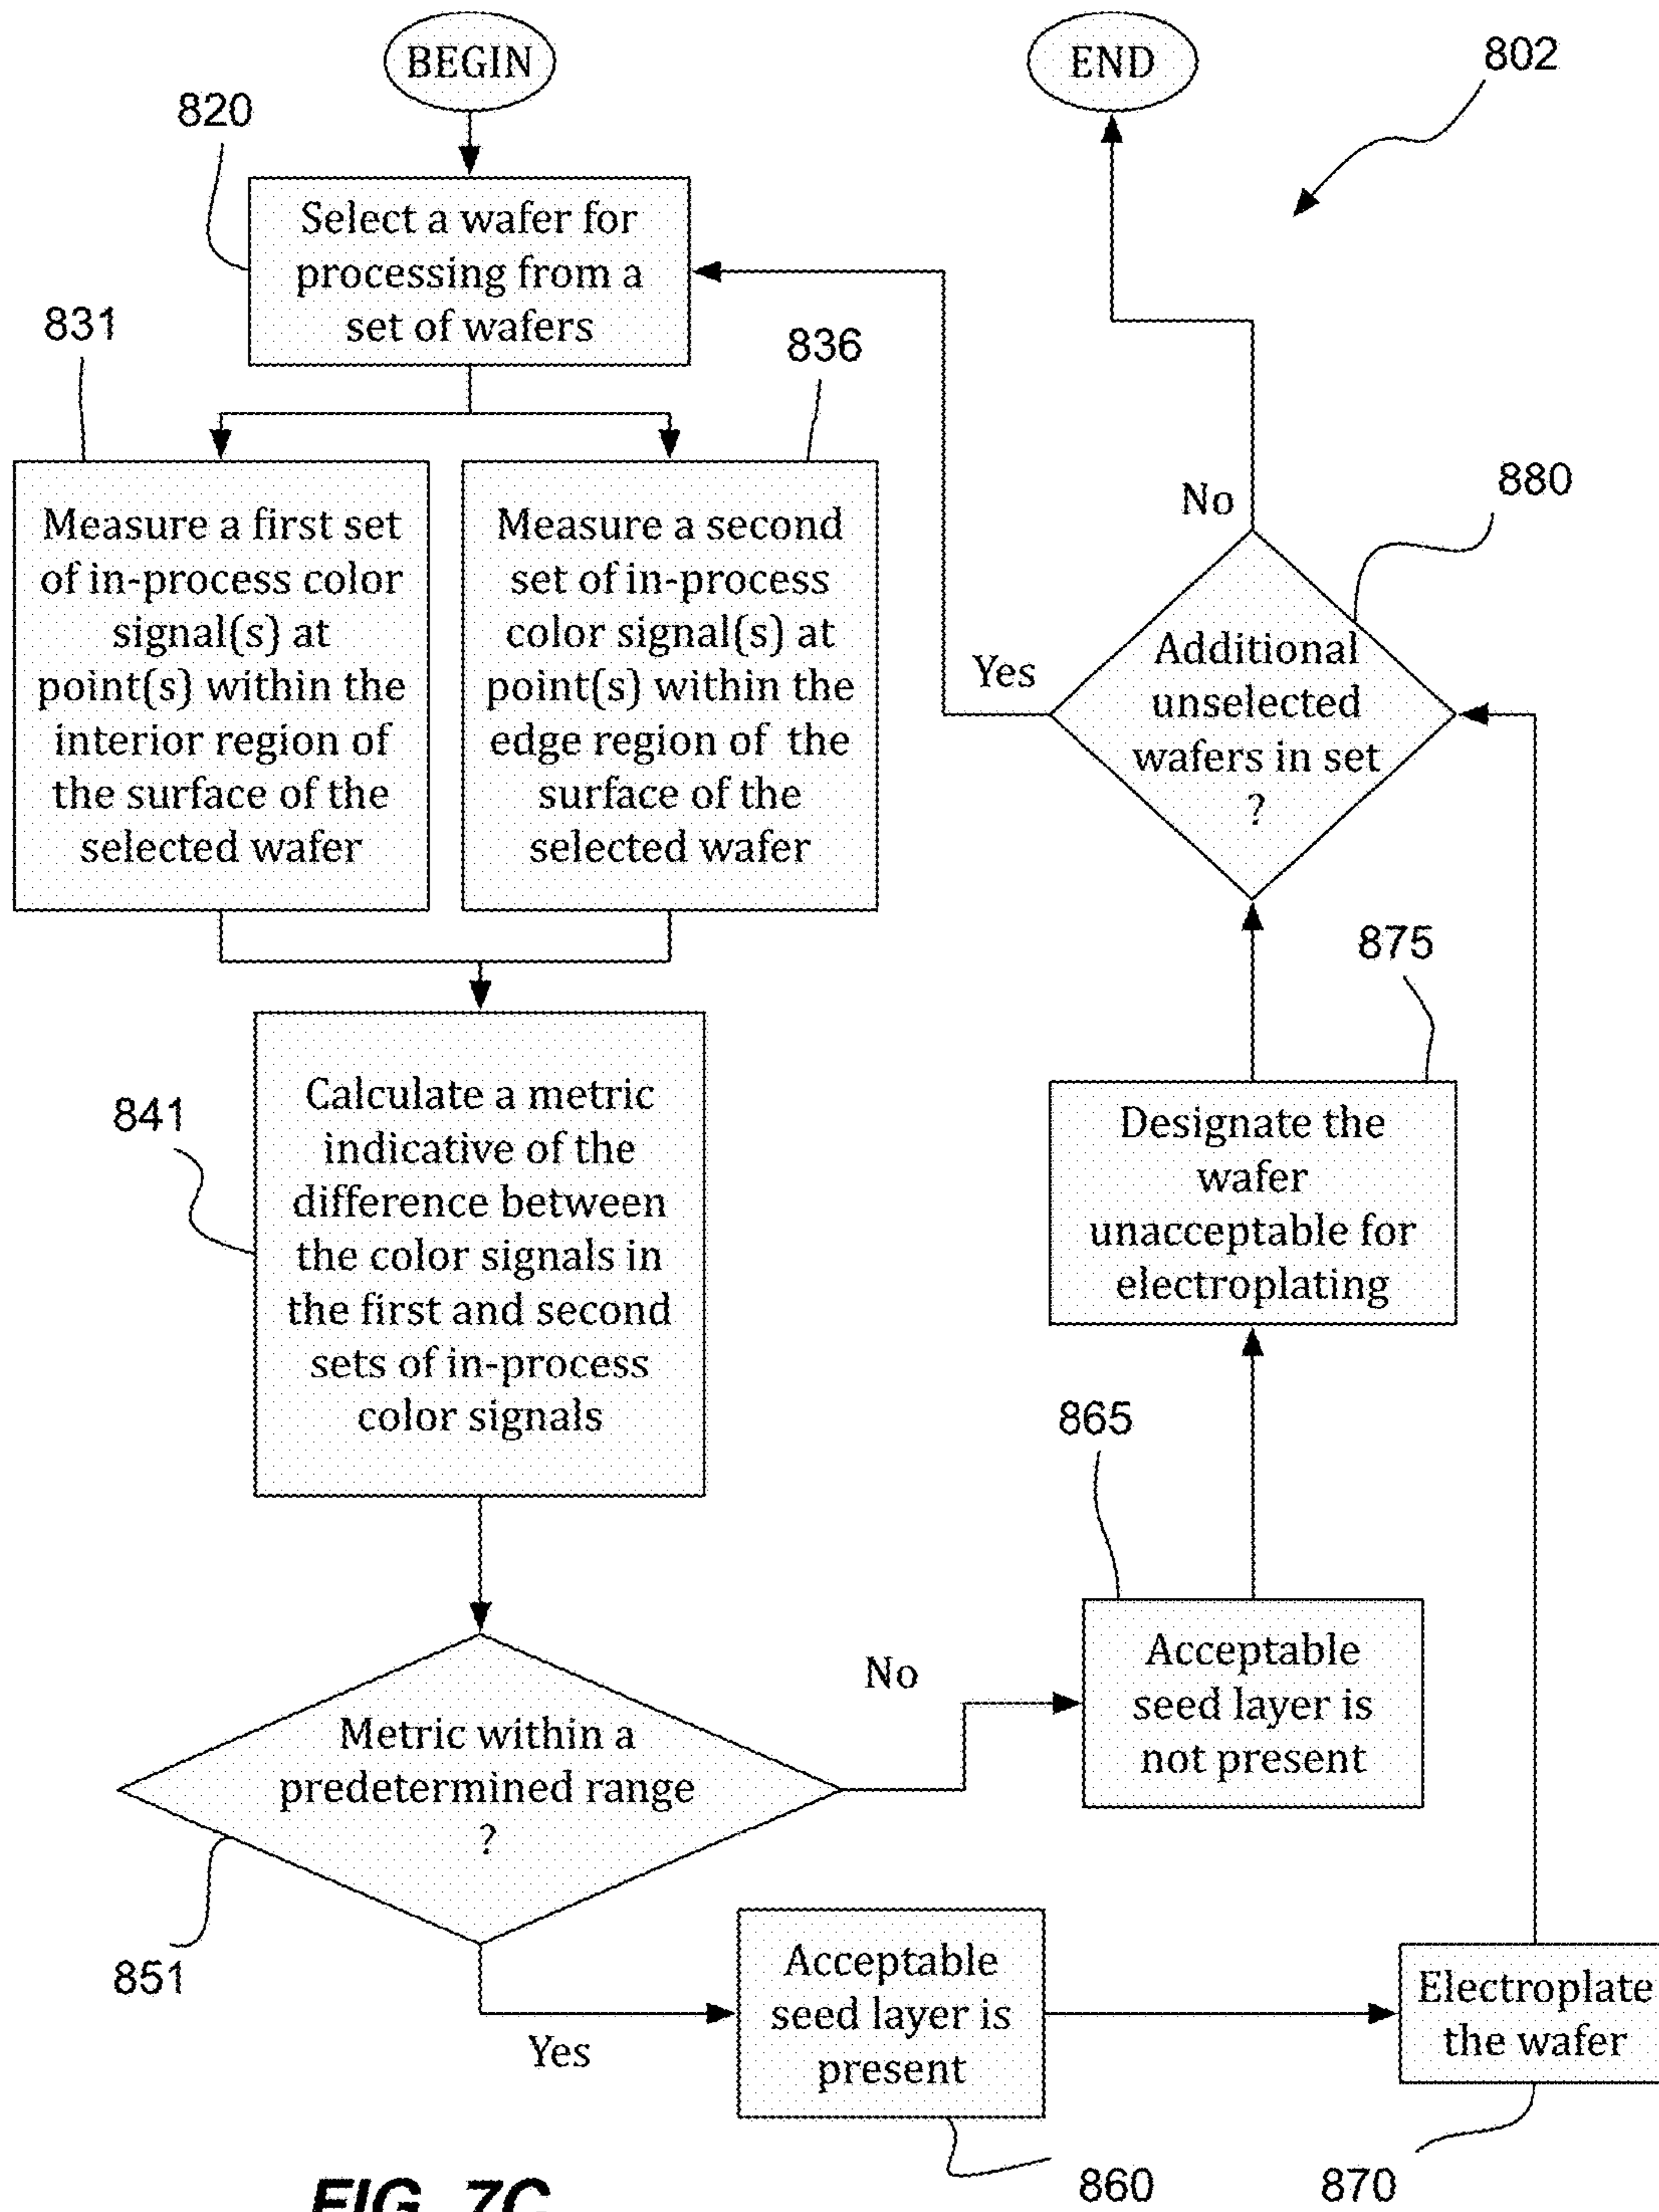 BEGIN
END
802
820
Select a wafer for
processing from a
set of wafers
831
836
Measure a first set
of in-process color
signal(s) at
point(s) within the
interior region of
the surface of the
selected wafer
Measure a second
set of in-process
color signal(s) at
point(s) within the
edge region of the
surface of the
selected wafer
No
880
Yes
Additional
unselected
wafers in set
?
875
Designate the
wafer
unacceptable for
electroplating
841
Calculate a metric
indicative of the
difference between
the color signals in
the first and second
sets of in-process
color signals
865
Acceptable
seed layer is
not present
No
Metric within a
predetermined range
?
851
Yes
Acceptable
seed layer is
present
Electroplate
the wafer
860
870
FIG. 7C